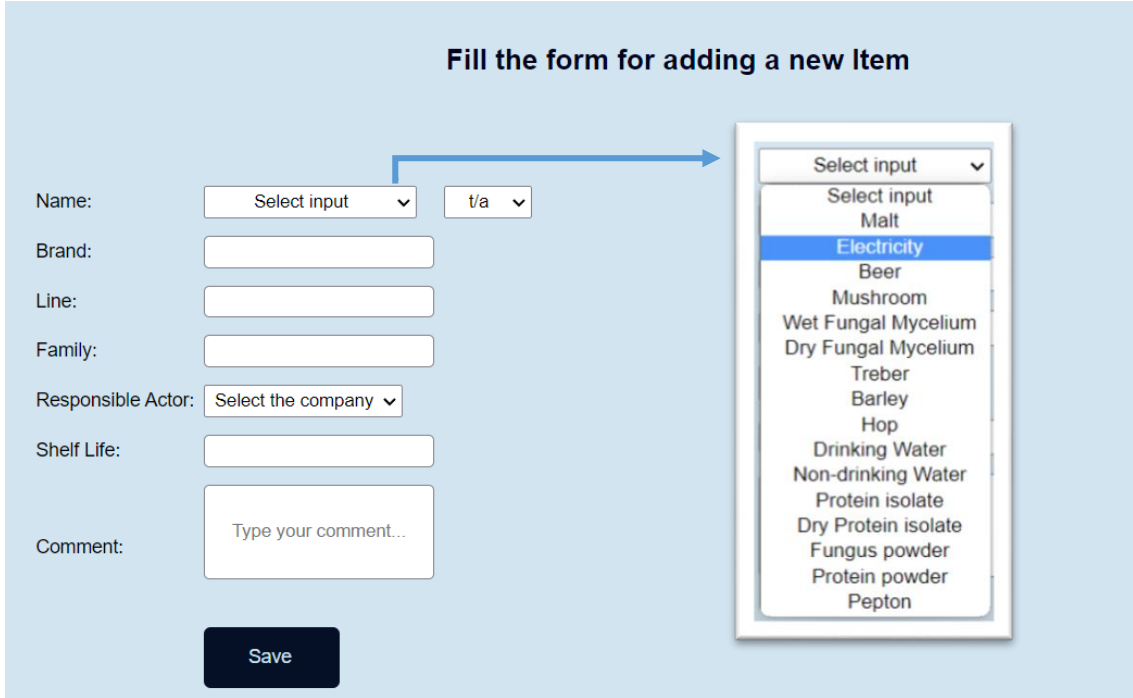 Fill the form for adding a new Item
Name: Select input t/a
Brand:
Line:
Family:
Responsible Actor: Select the company
Shelf Life:
Comment: Type your comment...
Save
Select input
Select input
Malt
Electricity
Beer
Mushroom
Wet Fungal Mycelium
Dry Fungal Mycelium
Treber
Barley
Hop
Drinking Water
Non-drinking Water
Protein isolate
Dry Protein isolate
Fungus powder
Protein powder
Pepton